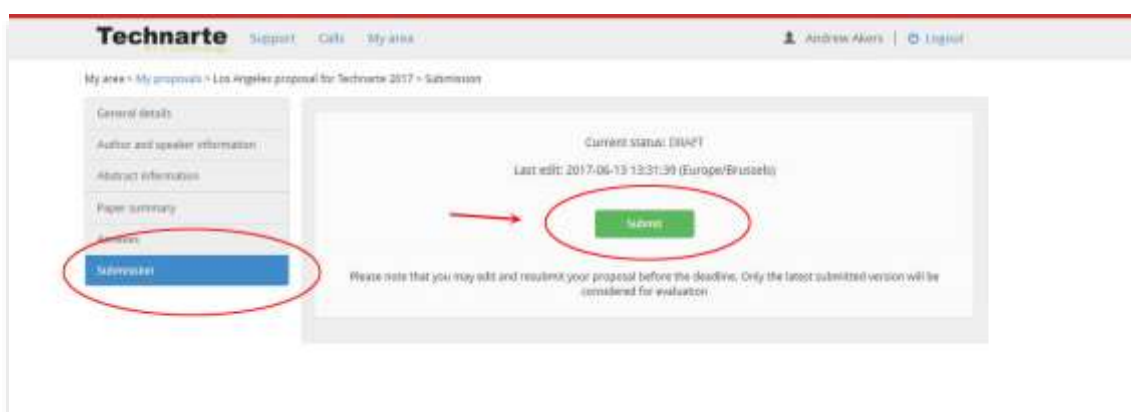 Technarte Support Calls My area Andrew Akers | Logout
My area > My proposals > Los Angeles proposal for Technarte 2017 > Submission
General details
Author and speaker information
Abstract information
Paper summary
Annexes
Submission
Current status: DRAFT
Last edit: 2017-06-13 13:31:39 (Europe/Brussels)
Submit
Please note that you may edit and resubmit your proposal before the deadline. Only the latest submitted version will be
considered for evaluation